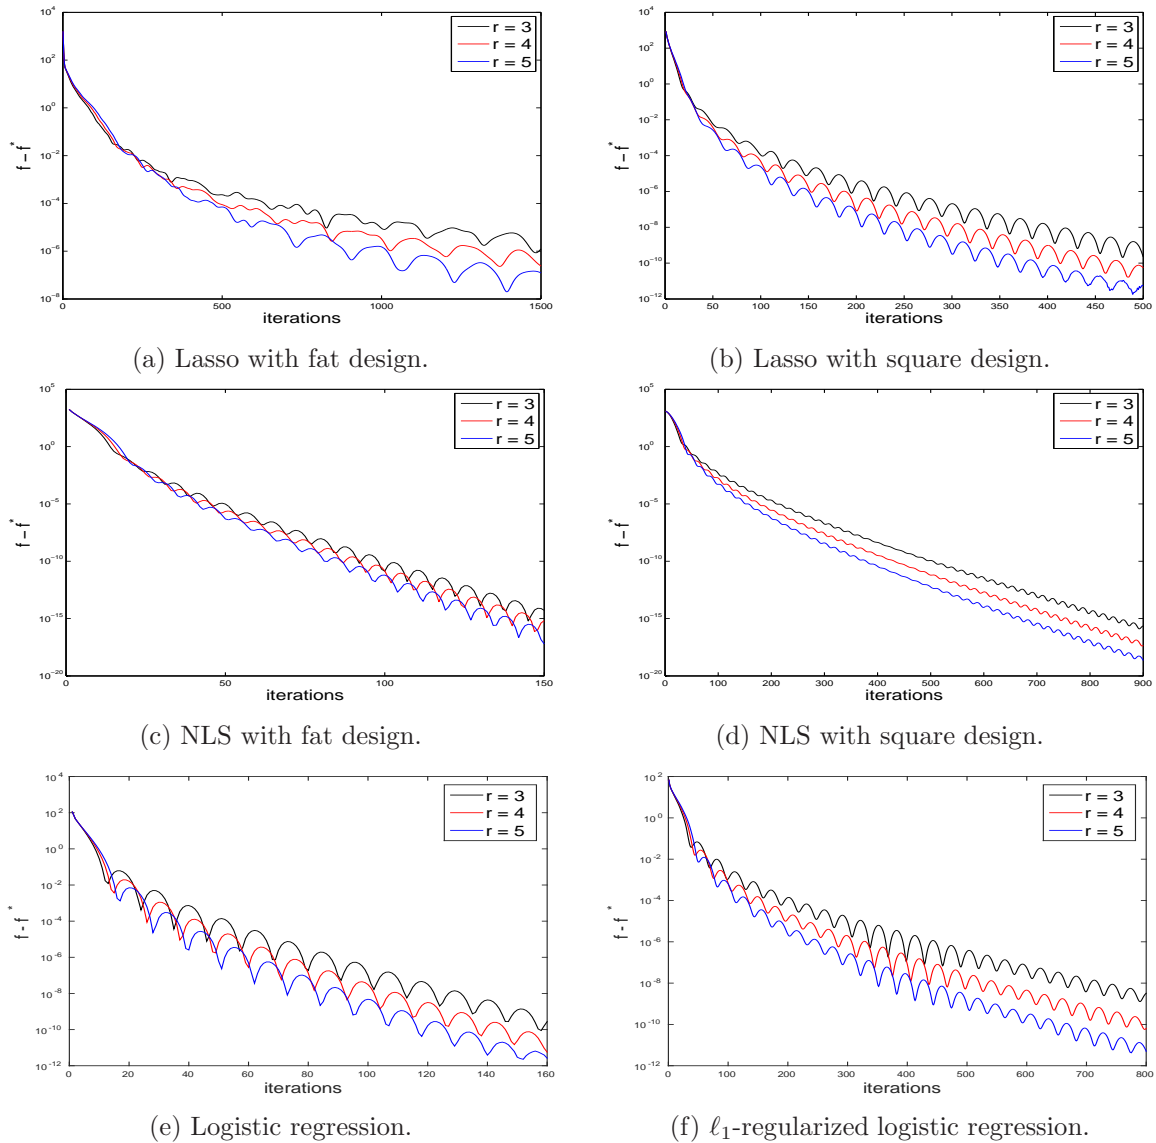 10^4
10^2
10^0
10^−2
10^−4
10^−6
10^−8
f − f*
0 500 1000 1500
iterations
r = 3
r = 4
r = 5
(a) Lasso with fat design.
10^4
10^2
10^0
10^−2
10^−4
10^−6
10^−8
10^−10
10^−12
f − f*
0 50 100 150 200 250 300 350 400 450 500
iterations
r = 3
r = 4
r = 5
(b) Lasso with square design.
10^5
10^0
10^−5
10^−10
10^−15
10^−20
f − f*
0 50 100 150
iterations
r = 3
r = 4
r = 5
(c) NLS with fat design.
10^5
10^0
10^−5
10^−10
10^−15
10^−20
f − f*
0 100 200 300 400 500 600 700 800 900
iterations
r = 3
r = 4
r = 5
(d) NLS with square design.
10^4
10^2
10^0
10^-2
10^-4
10^-6
10^-8
10^-10
10^-12
f - f*
0 20 40 60 80 100 120 140 160
iterations
r = 3
r = 4
r = 5
(e) Logistic regression.
10^2
10^0
10^-2
10^-4
10^-6
10^-8
10^-10
10^-12
f - f*
0 100 200 300 400 500 600 700 800
iterations
r = 3
r = 4
r = 5
(f) ℓ₁-regularized logistic regression.